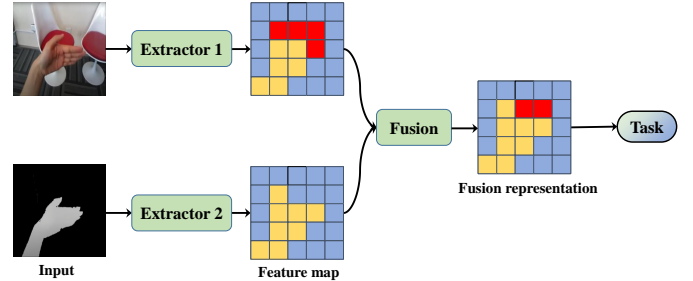 Extractor 1
Fusion
Task
Fusion representation
Extractor 2
Input
Feature map